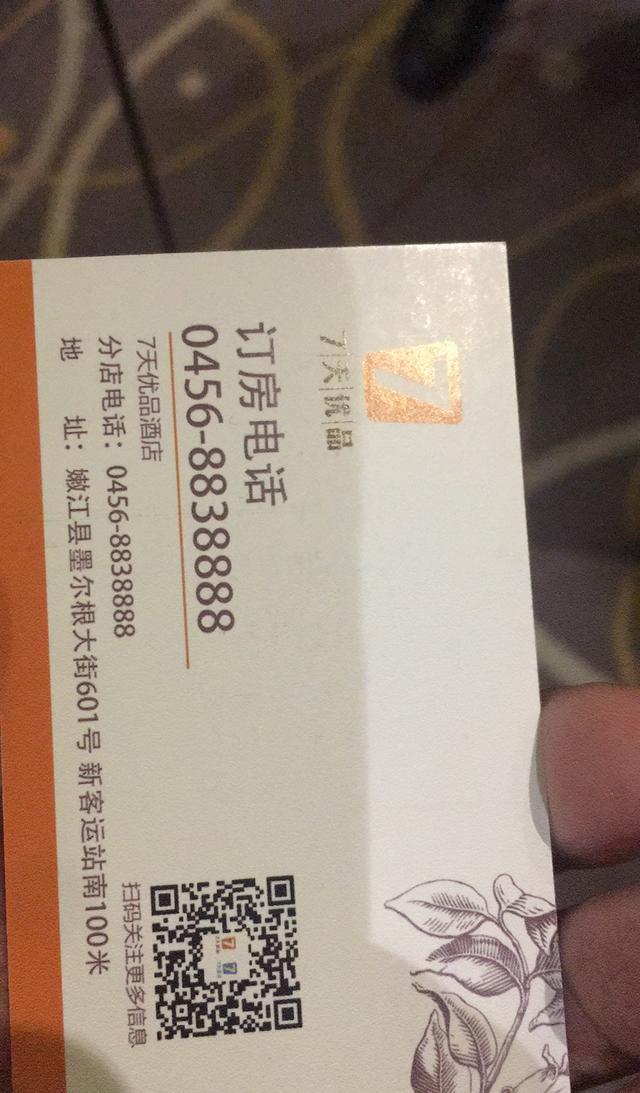 7
7天|优|品
订房电话
0456-8838888
7天优品酒店
分店电话：0456-8838888
地 址：嫩江县墨尔根大街601号 新客运站南100米
扫码关注更多信息